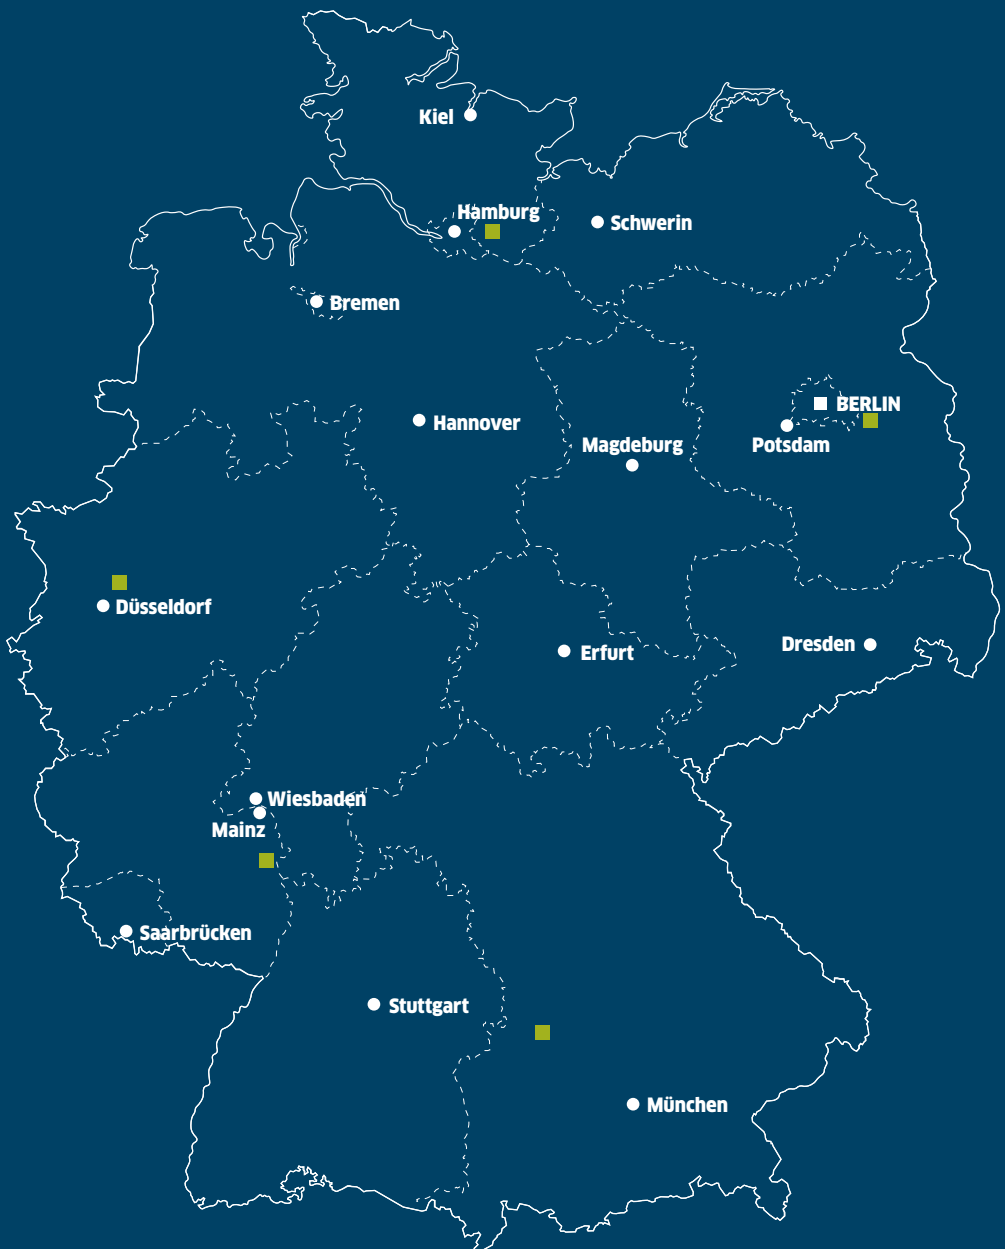 Kiel
Hamburg
Schwerin
Bremen
BERLIN
Hannover
Magdeburg
Potsdam
Düsseldorf
Erfurt
Dresden
Wiesbaden
Mainz
Saarbrücken
Stuttgart
München